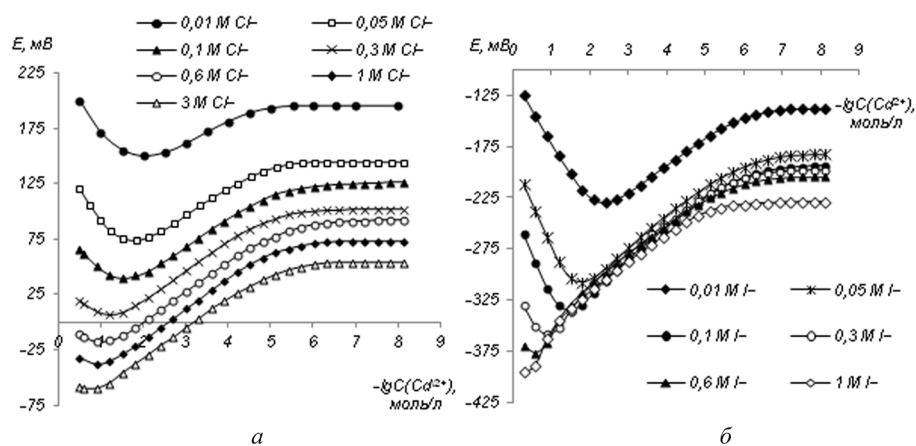 0,01 M Cl– 0,05 M Cl–
E, мВ 0,1 M Cl– 0,3 M Cl–
0,6 M Cl– 1 M Cl–
3 M Cl–
225
175
125
75
25
-25
-75
0 1 2 3 4 5 6 7 8 9
–lgC(Cd²⁺),
моль/л
а
E, мВ
0 1 2 3 4 5 6 7 8 9
-125
-175
-225
-275
-325
-375
-425
–lgC(Cd²⁺),
моль/л
0,01 M I– 0,05 M I–
0,1 M I– 0,3 M I–
0,6 M I– 1 M I–
б